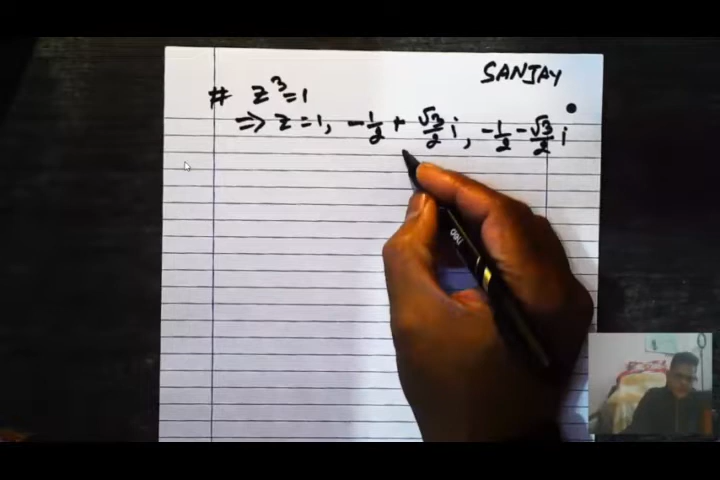 SANJAY
# z³=1
⇒ z=1, -1/2 + √3/2 i, -1/2 - √3/2 i